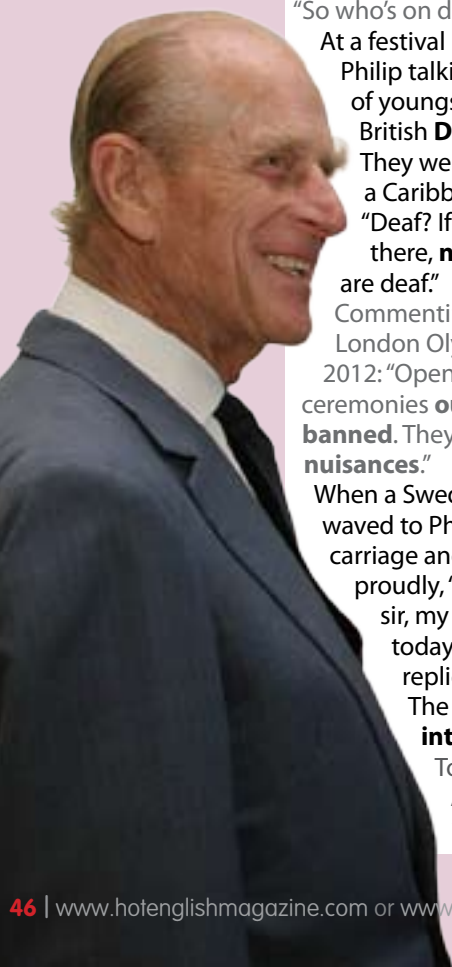 “So who’s on d
At a festival
Philip talki
of youngs
British D
They we
a Caribb
“Deaf? If
there, n
are deaf.”
Commenti
London Oly
2012: “Open
ceremonies ou
banned. They
nuisances.”
When a Swed
waved to Ph
carriage an
proudly, “
sir, my
today
repli
The
int
To
46 | www.hotenglishmagazine.com or www